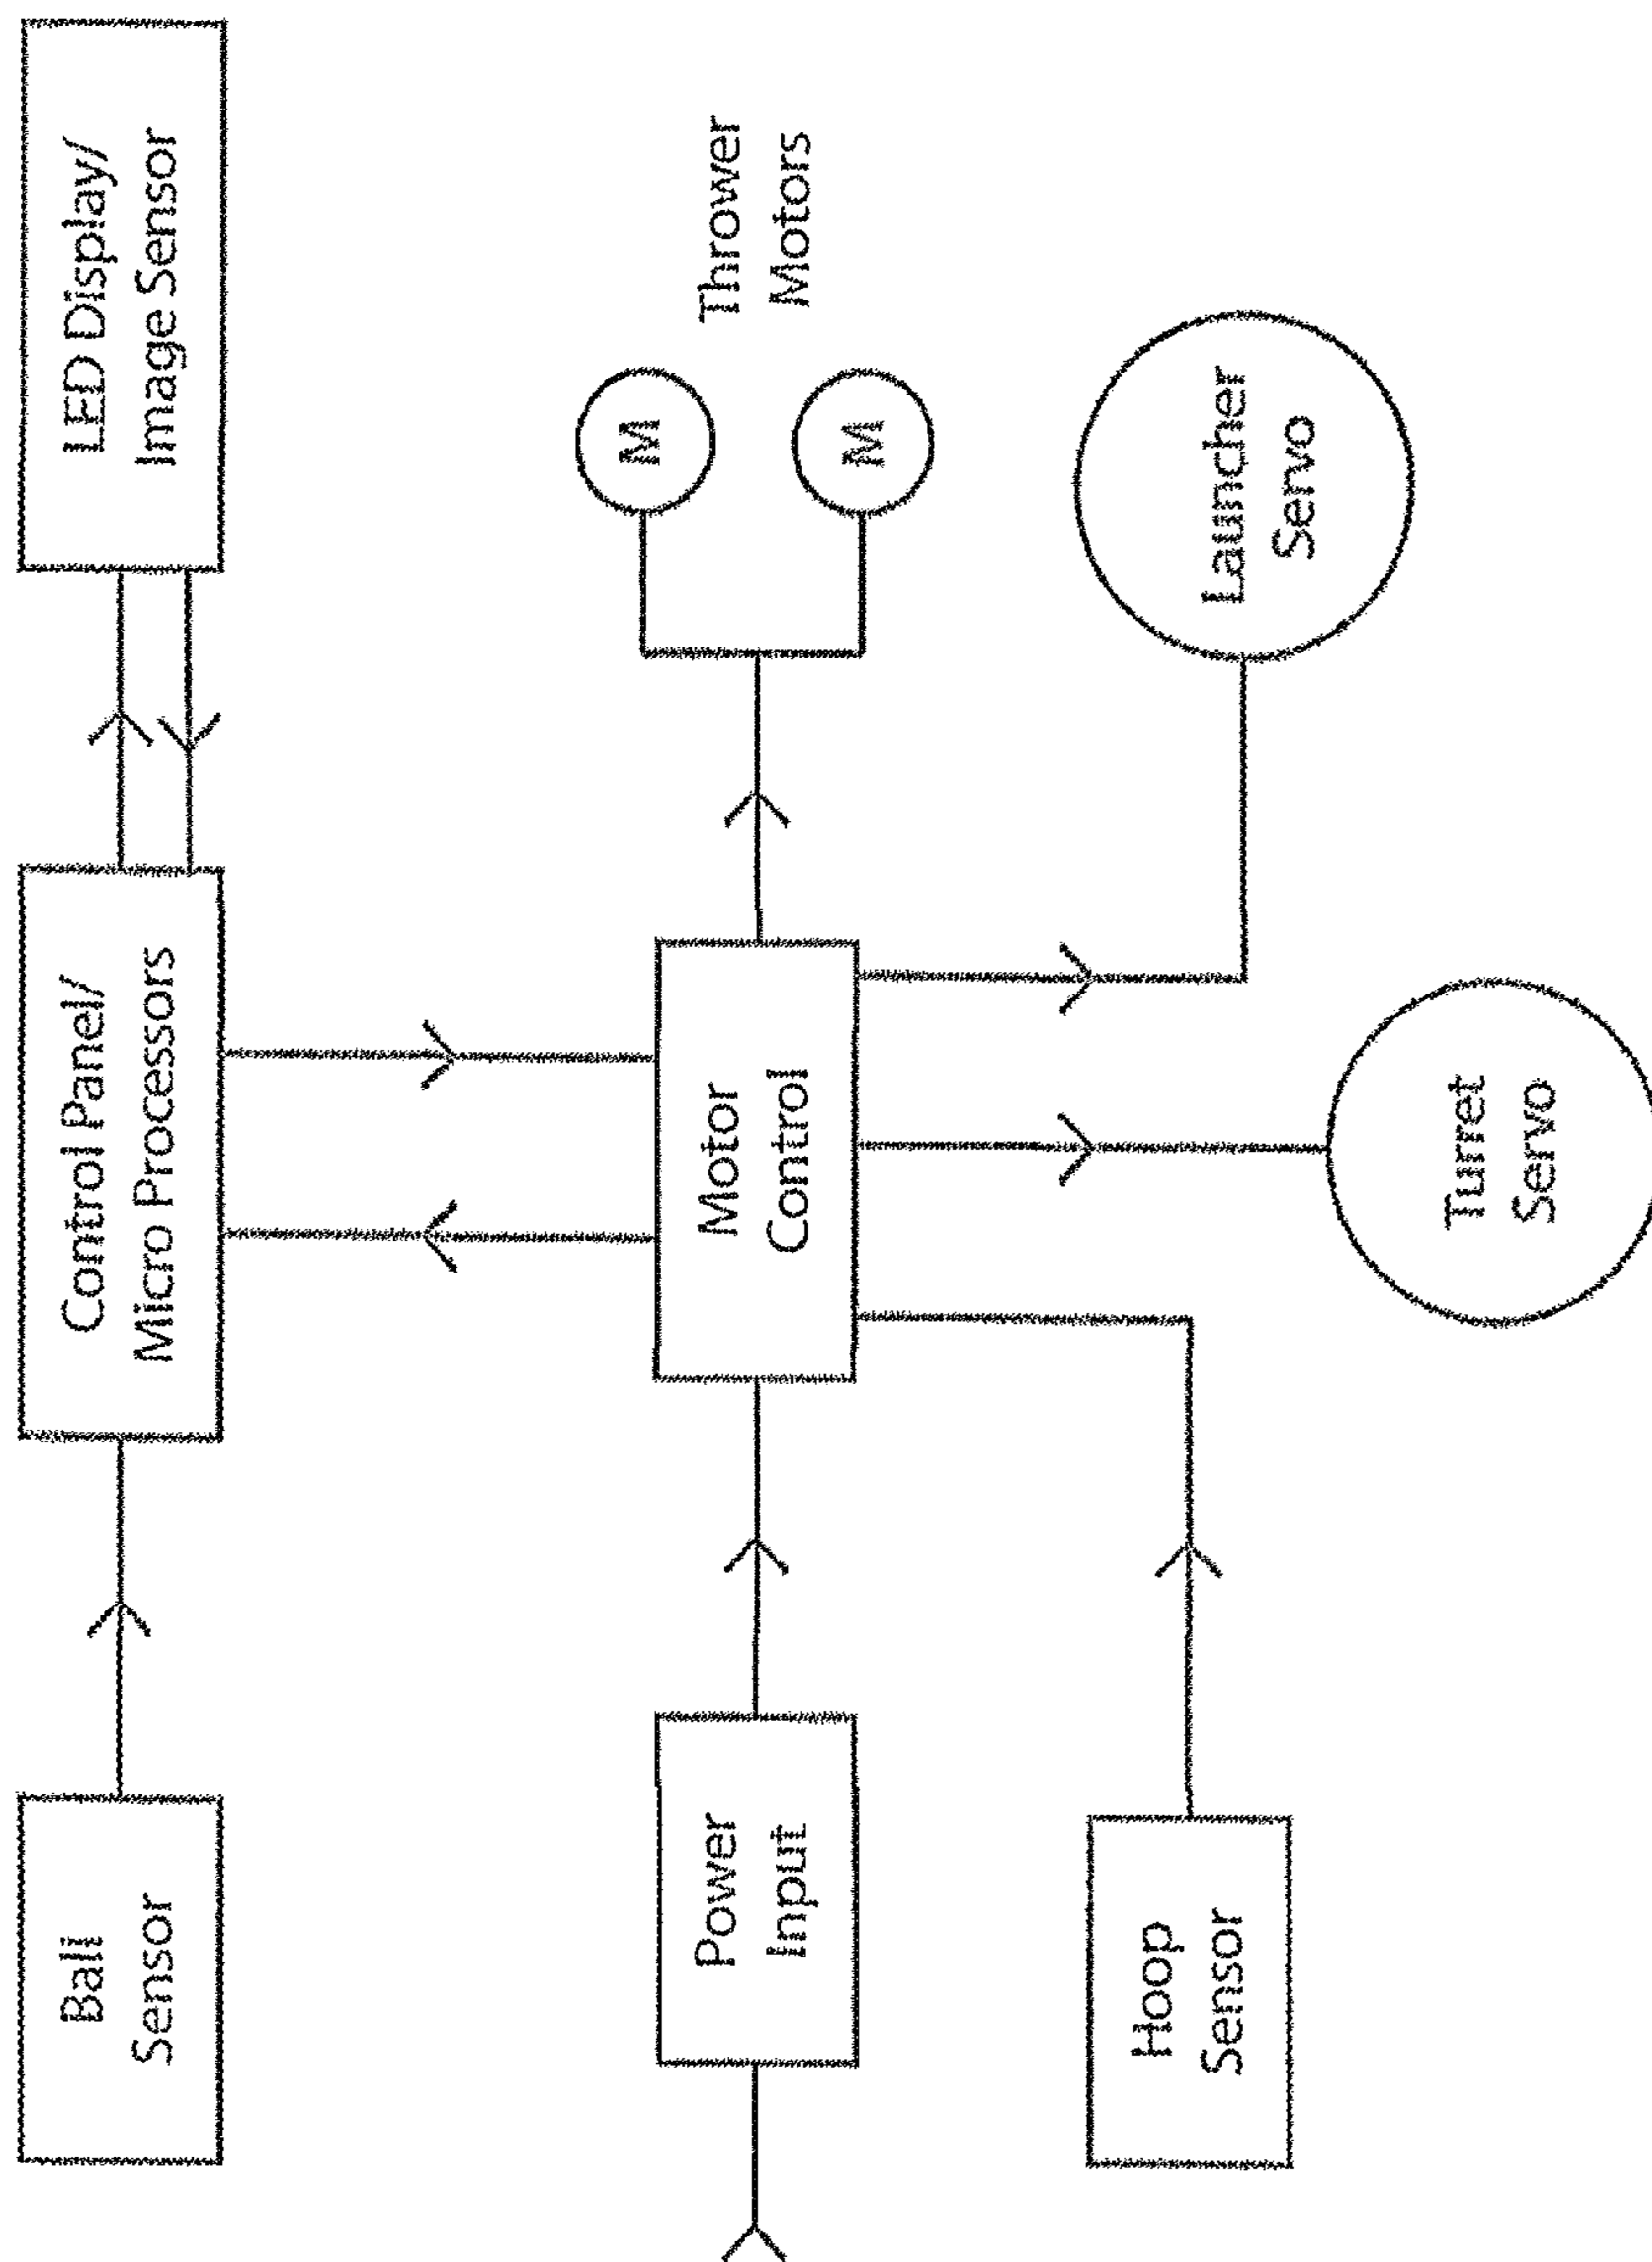 Ball
Sensor
Control Panel/
Micro Processors
LED Display/
Image Sensor
Power
Input
Motor
Control
M
M
Thrower
Motors
Hoop
Sensor
Launcher
Servo
Turret
Servo